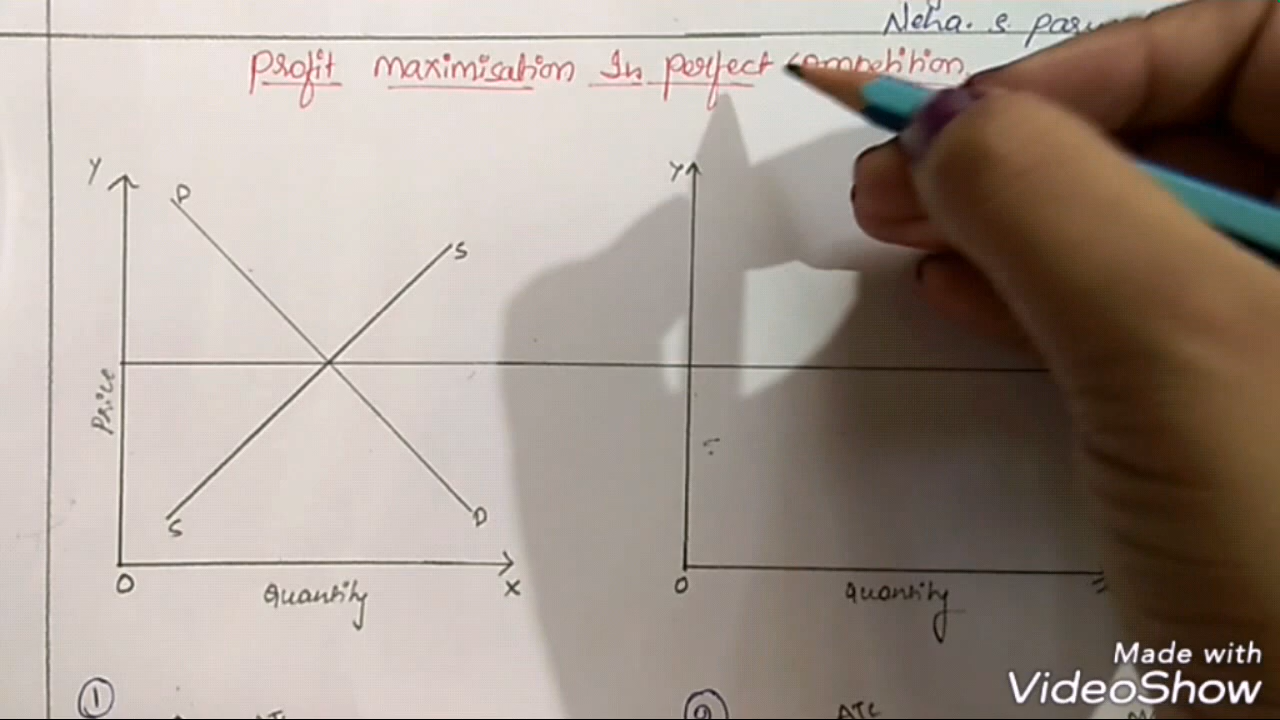 Neha. s.
Profit maximisation In perfect competition
Y
D
S
Price
S
D
O
Quantity
X
Y
O
quantity
①
②
ATC
Made with
VideoShow